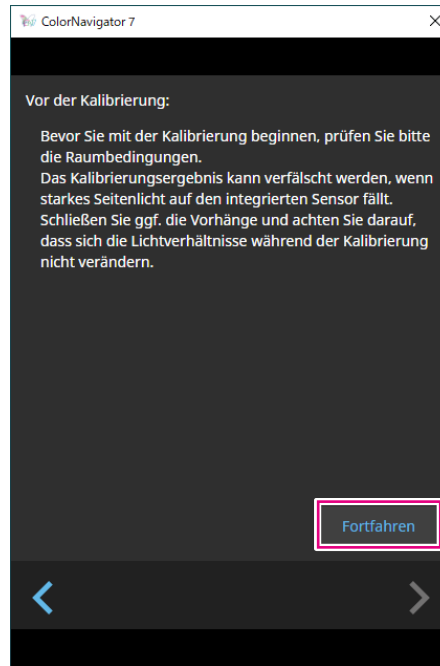 ColorNavigator 7
Vor der Kalibrierung:
Bevor Sie mit der Kalibrierung beginnen, prüfen Sie bitte
die Raumbedingungen.
Das Kalibrierungsergebnis kann verfälscht werden, wenn
starkes Seitenlicht auf den integrierten Sensor fällt.
Schließen Sie ggf. die Vorhänge und achten Sie darauf,
dass sich die Lichtverhältnisse während der Kalibrierung
nicht verändern.
Fortfahren